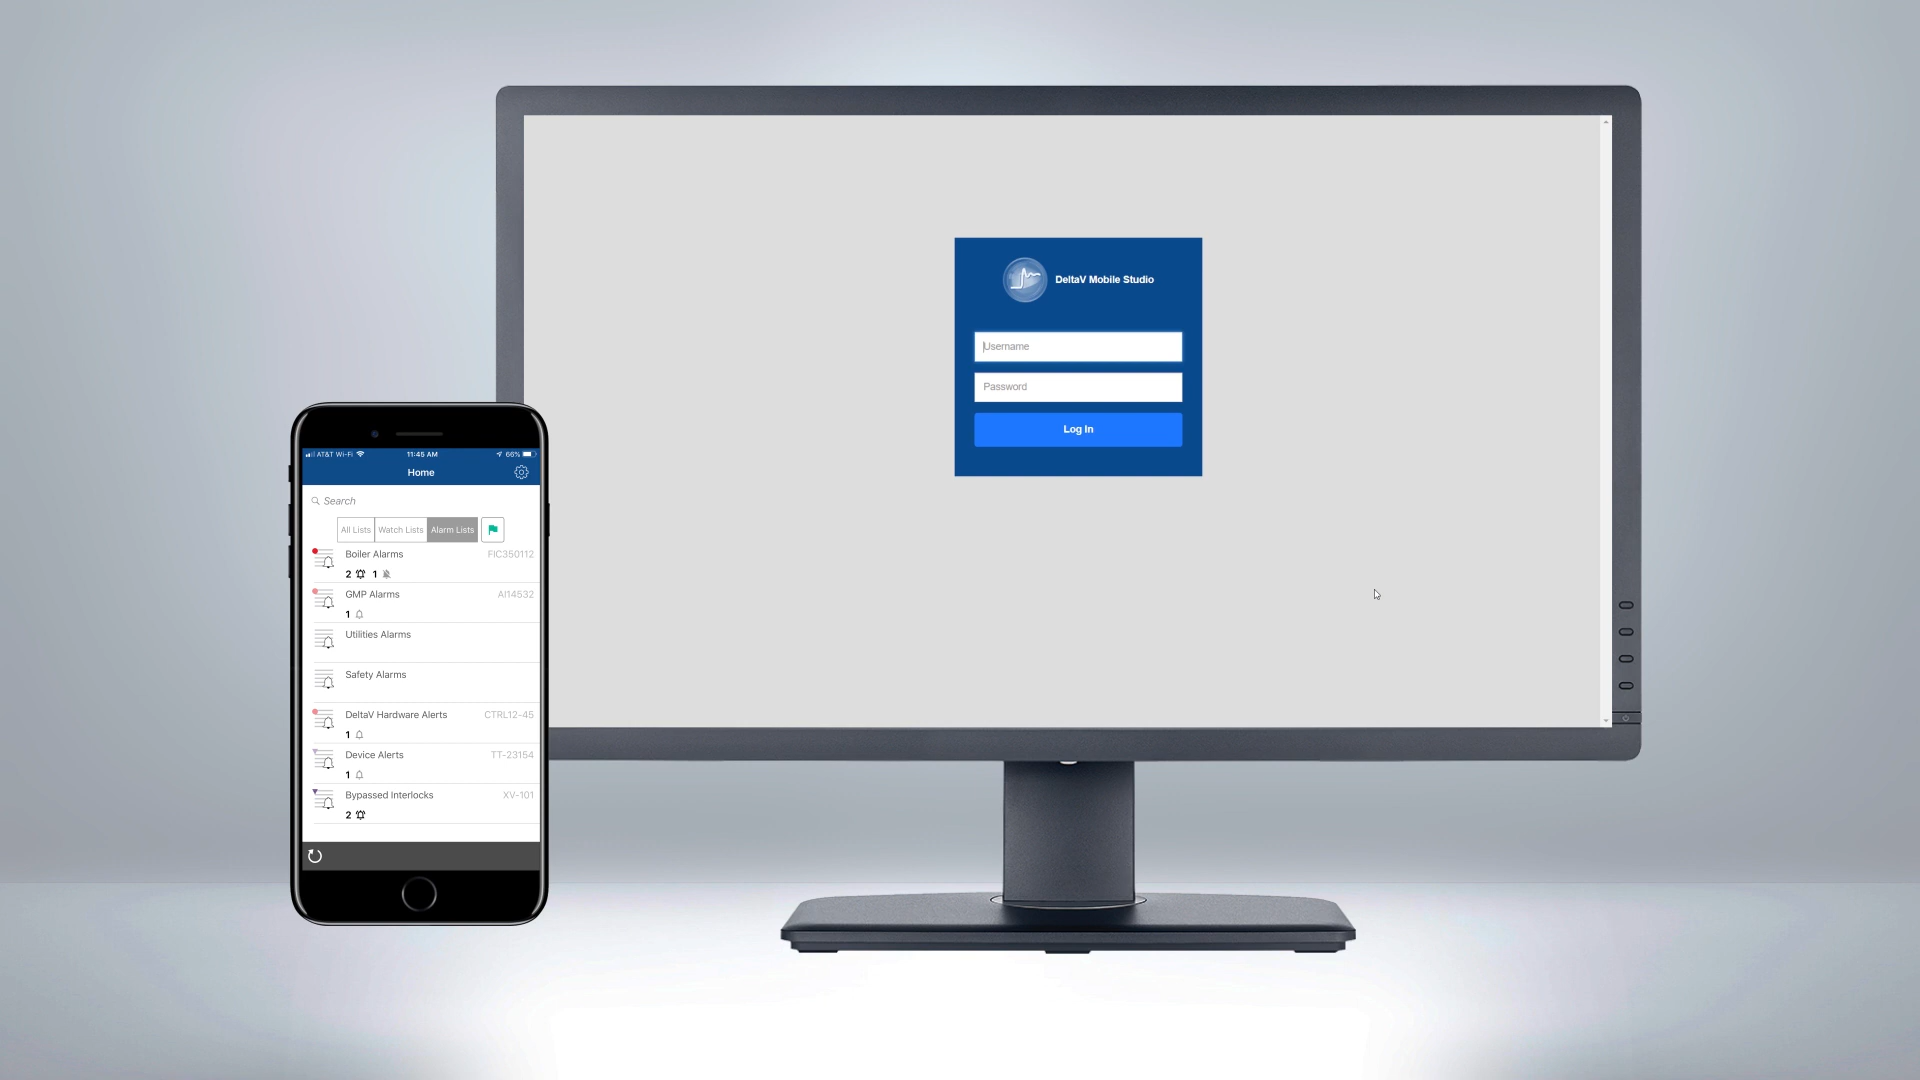 DeltaV Mobile Studio
Username
Password
Log In
AT&T Wi-Fi 11:45 AM 66%
Home
Search
All Lists Watch Lists Alarm Lists
Boiler Alarms FIC350112
2 1
GMP Alarms AI14532
1
Utilities Alarms
Safety Alarms
DeltaV Hardware Alerts CTRL12-45
1
Device Alerts TT-23154
1
Bypassed Interlocks XV-101
2